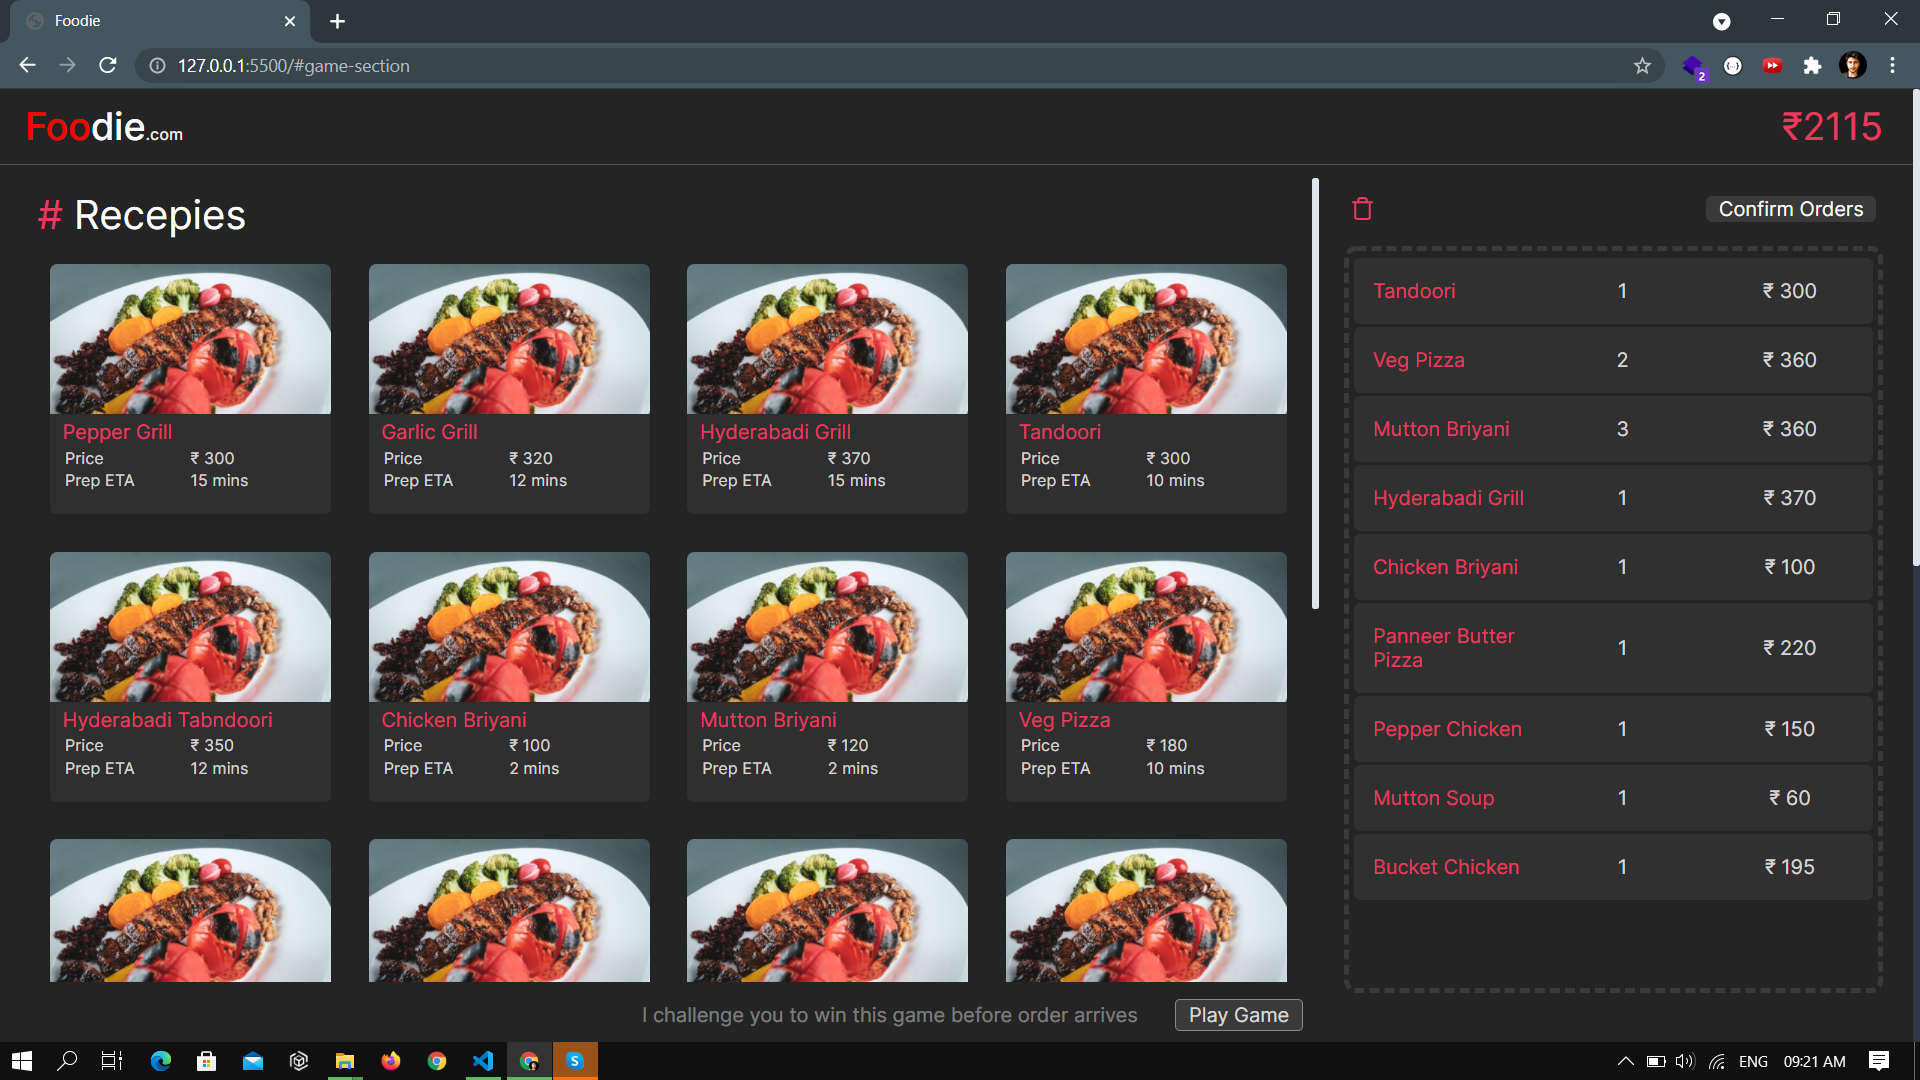 Foodie
127.0.0.1:5500/#game-section
2
Foodie.com
₹2115
# Recepies
Confirm Orders
Pepper Grill
Price ₹ 300
Prep ETA 15 mins
Garlic Grill
Price ₹ 320
Prep ETA 12 mins
Hyderabadi Grill
Price ₹ 370
Prep ETA 15 mins
Tandoori
Price ₹ 300
Prep ETA 10 mins
Hyderabadi Tabndoori
Price ₹ 350
Prep ETA 12 mins
Chicken Briyani
Price ₹ 100
Prep ETA 2 mins
Mutton Briyani
Price ₹ 120
Prep ETA 2 mins
Veg Pizza
Price ₹ 180
Prep ETA 10 mins
Tandoori 1 ₹ 300
Veg Pizza 2 ₹ 360
Mutton Briyani 3 ₹ 360
Hyderabadi Grill 1 ₹ 370
Chicken Briyani 1 ₹ 100
Panneer Butter
Pizza 1 ₹ 220
Pepper Chicken 1 ₹ 150
Mutton Soup 1 ₹ 60
Bucket Chicken 1 ₹ 195
I challenge you to win this game before order arrives
Play Game
ENG 09:21 AM